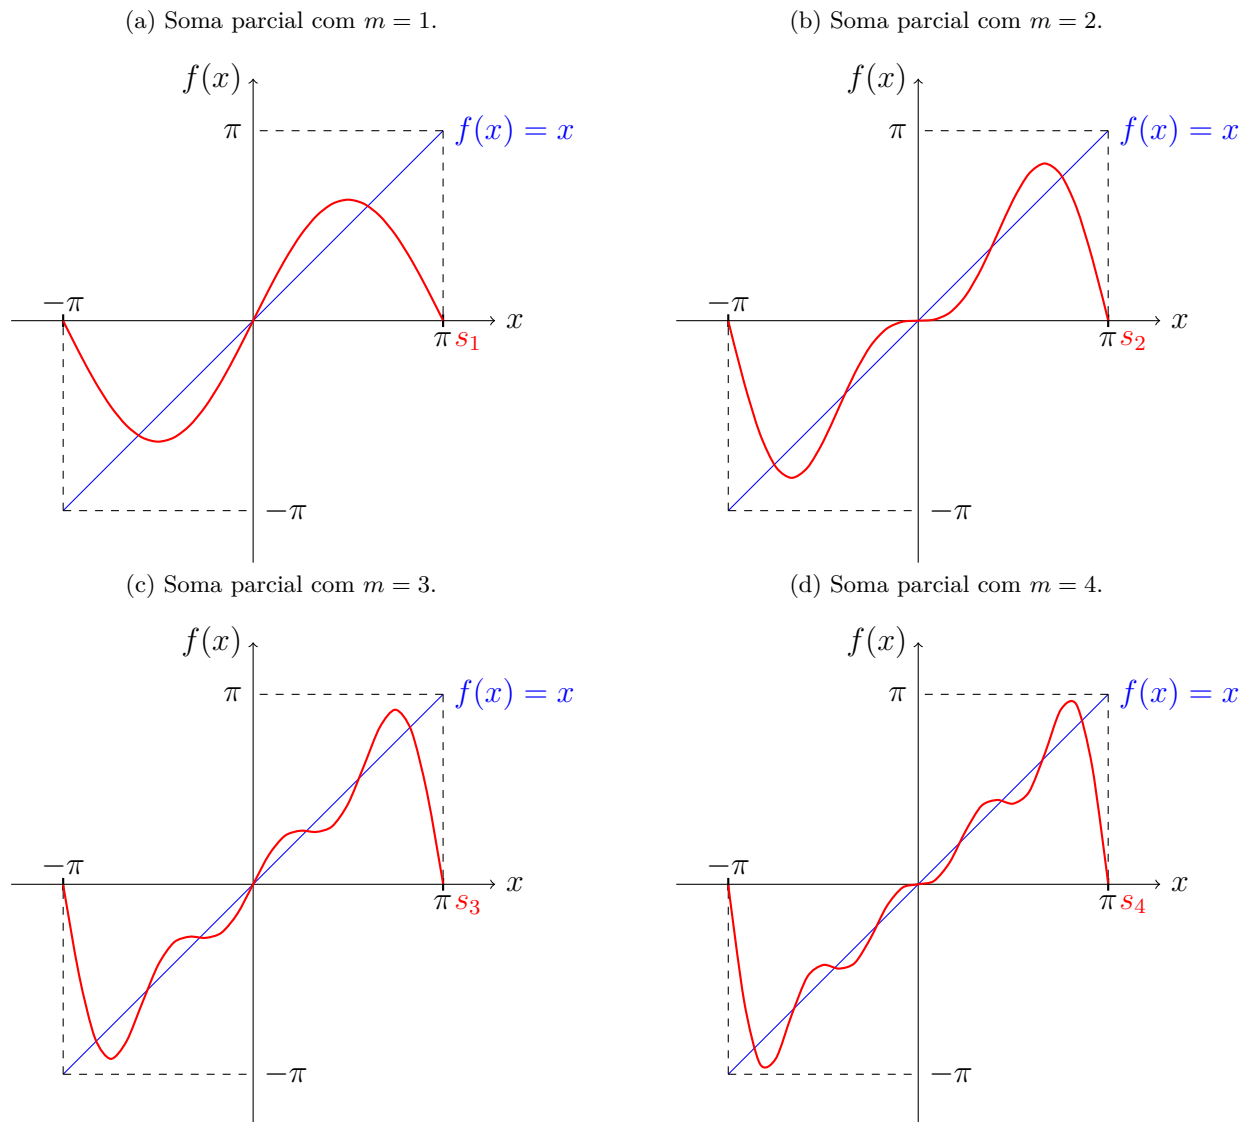 (a) Soma parcial com m = 1.
f(x)
π
f(x) = x
−π
x
π s₁
−π
(b) Soma parcial com m = 2.
f(x)
π
f(x) = x
−π
x
π s₂
−π
(c) Soma parcial com m = 3.
f(x)
π
f(x) = x
−π
x
π s₃
−π
(d) Soma parcial com m = 4.
f(x)
π
f(x) = x
−π
x
π s₄
−π